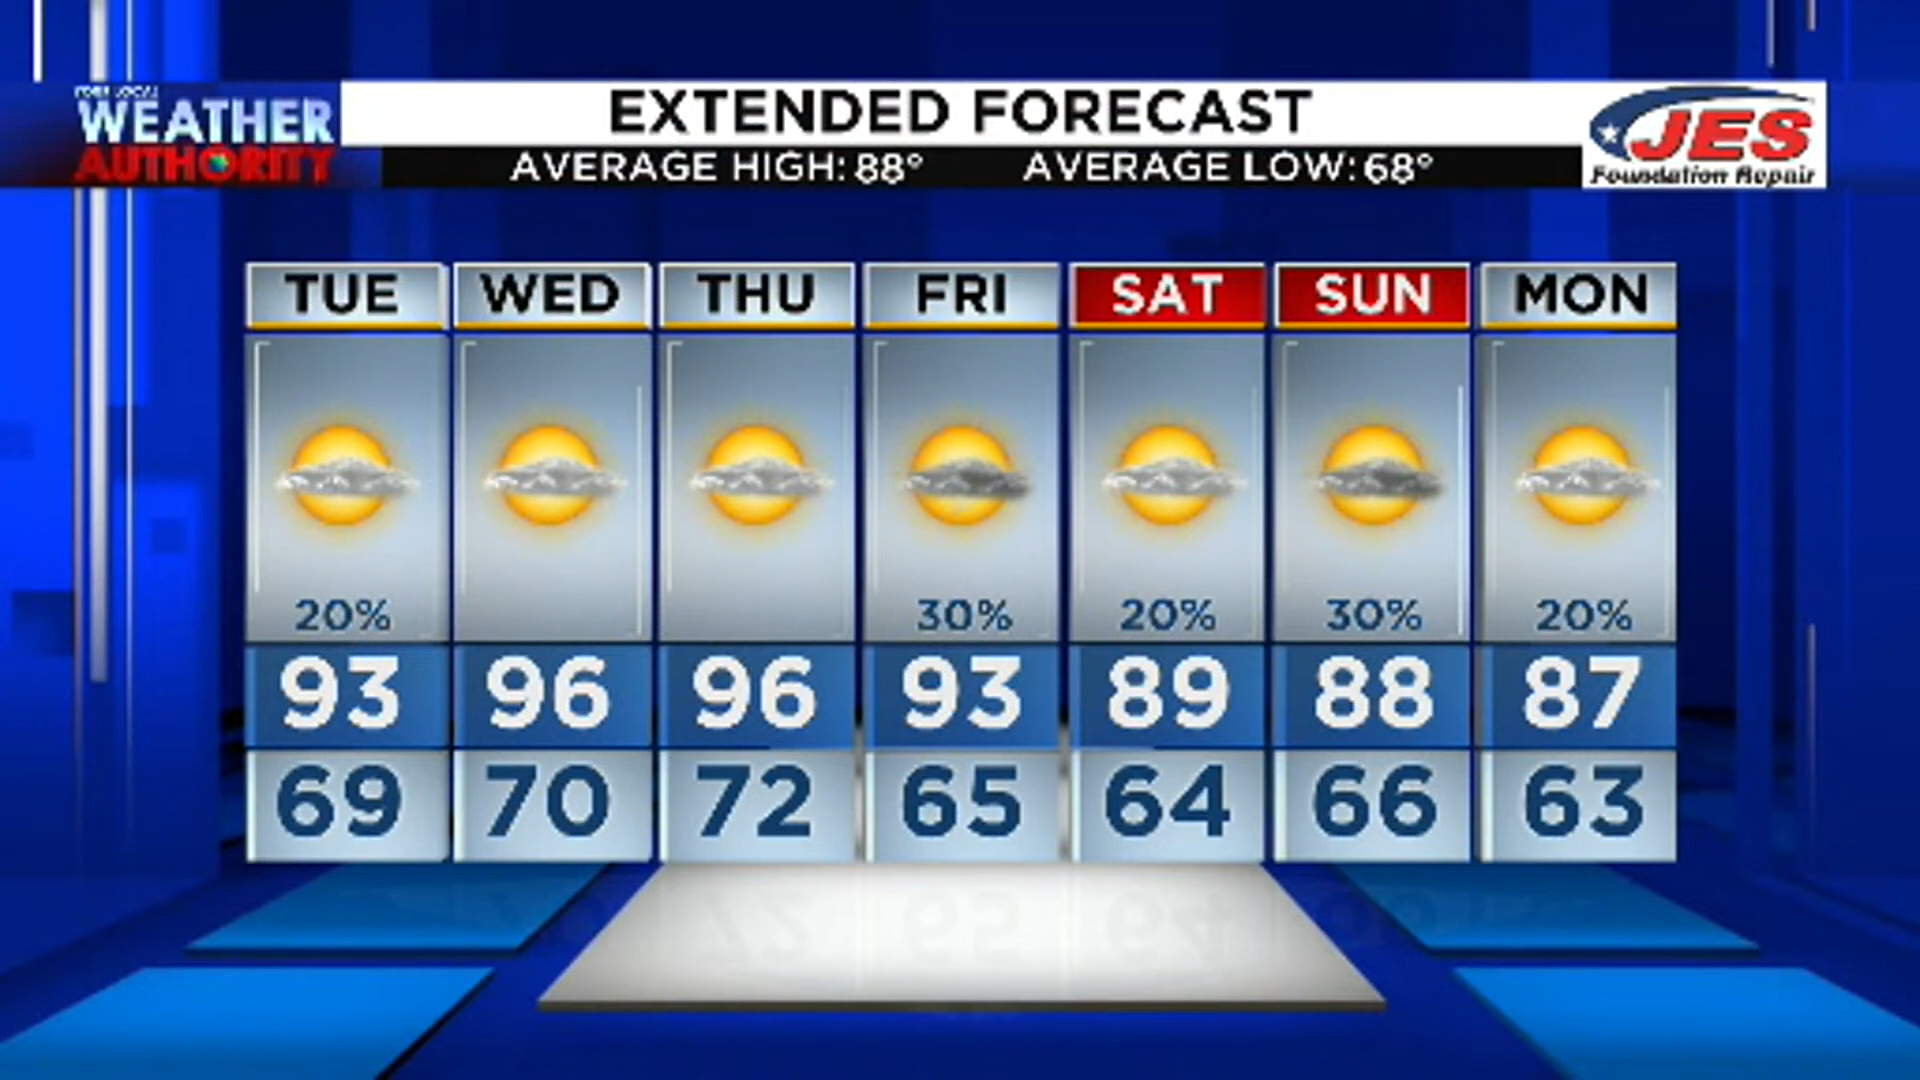 YOUR LOCAL
WEATHER
AUTHORITY
EXTENDED FORECAST
AVERAGE HIGH: 88° AVERAGE LOW: 68°
JES
Foundation Repair
TUE WED THU FRI SAT SUN MON
20% 30% 20% 30% 20%
93 96 96 93 89 88 87
69 70 72 65 64 66 63